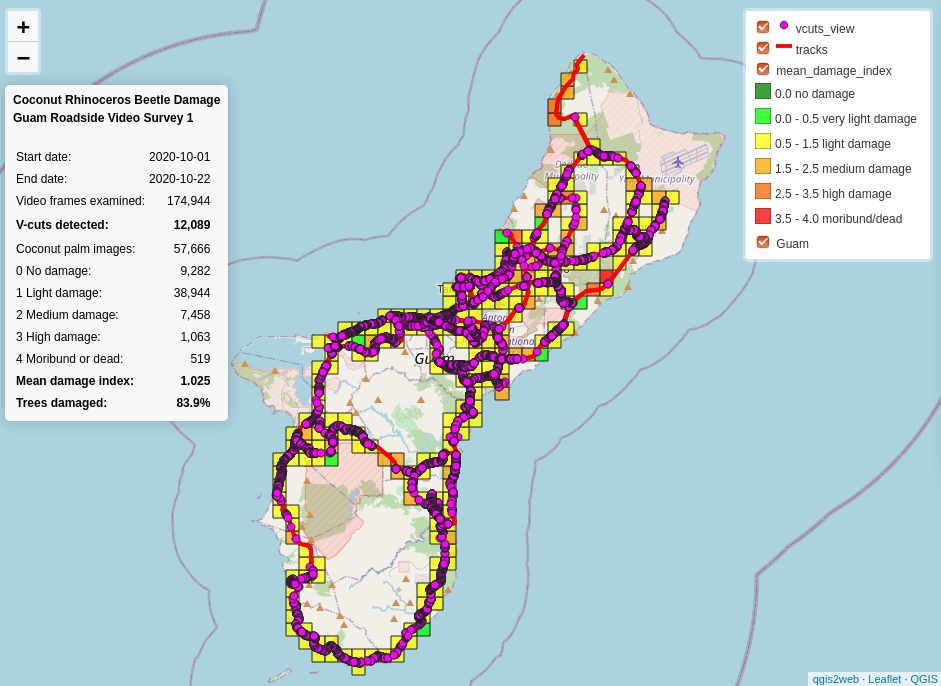 +
−
Coconut Rhinoceros Beetle Damage
Guam Roadside Video Survey 1
Start date: 2020-10-01
End date: 2020-10-22
Video frames examined: 174,944
V-cuts detected: 12,089
Coconut palm images: 57,666
0 No damage: 9,282
1 Light damage: 38,944
2 Medium damage: 7,458
3 High damage: 1,063
4 Moribund or dead: 519
Mean damage index: 1.025
Trees damaged: 83.9%
vcuts_view
tracks
mean_damage_index
0.0 no damage
0.0 - 0.5 very light damage
0.5 - 1.5 light damage
1.5 - 2.5 medium damage
2.5 - 3.5 high damage
3.5 - 4.0 moribund/dead
Guam
Municipality
Municipality
Guam
qgis2web · Leaflet · QGIS